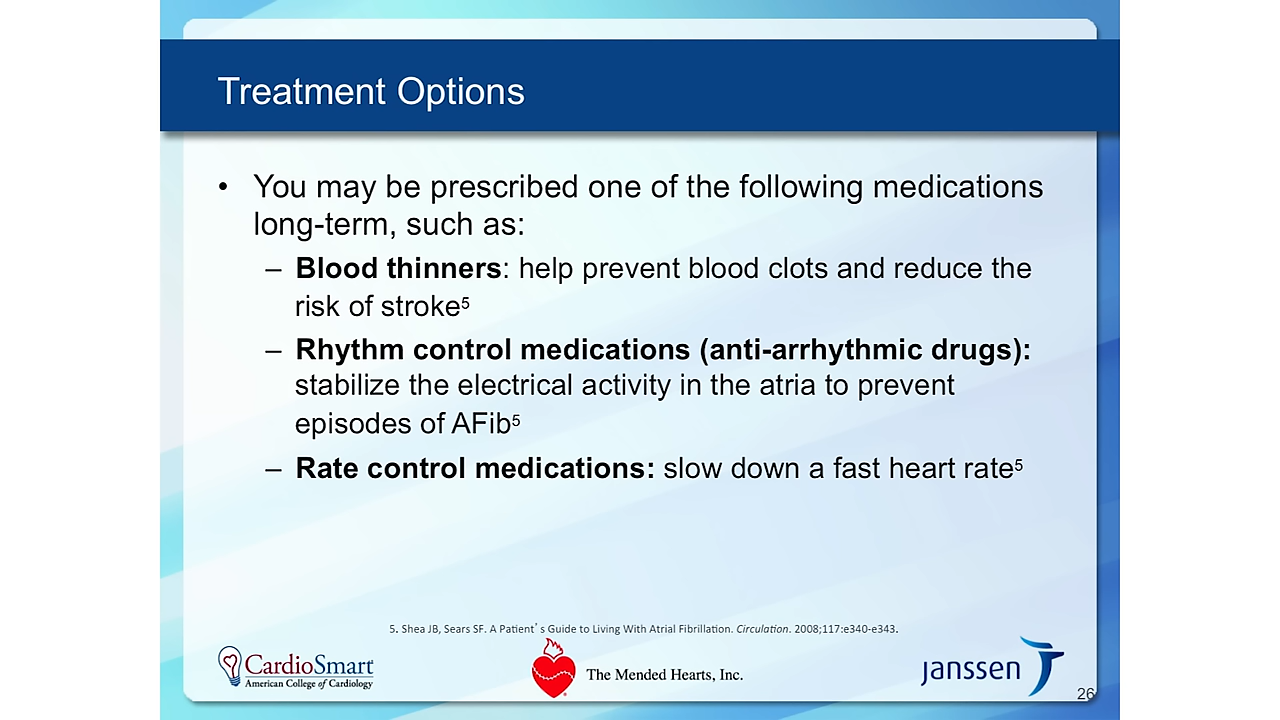 Treatment Options
• You may be prescribed one of the following medications
long-term, such as:
– Blood thinners: help prevent blood clots and reduce the
risk of stroke5
– Rhythm control medications (anti-arrhythmic drugs):
stabilize the electrical activity in the atria to prevent
episodes of AFib5
– Rate control medications: slow down a fast heart rate5
5. Shea JB, Sears SF. A Patient's Guide to Living With Atrial Fibrillation. Circulation. 2008;117:e340-e343.
CardioSmart
American College of Cardiology
The Mended Hearts, Inc.
janssen
26